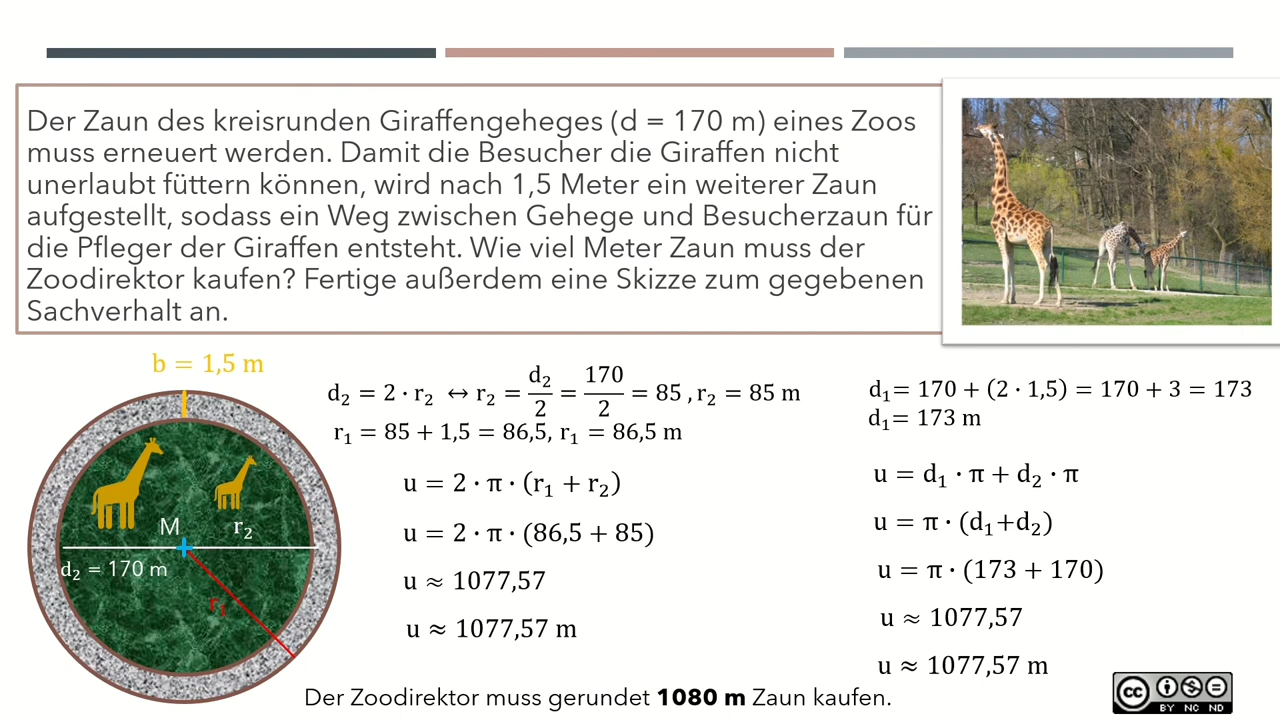 Der Zaun des kreisrunden Giraffengeheges (d = 170 m) eines Zoos
muss erneuert werden. Damit die Besucher die Giraffen nicht
unerlaubt füttern können, wird nach 1,5 Meter ein weiterer Zaun
aufgestellt, sodass ein Weg zwischen Gehege und Besucherzaun für
die Pfleger der Giraffen entsteht. Wie viel Meter Zaun muss der
Zoodirektor kaufen? Fertige außerdem eine Skizze zum gegebenen
Sachverhalt an.
b = 1,5 m
M
r₂
d₂ = 170 m
r₁
d₂ = 2 · r₂ ↔ r₂ = d₂/2 = 170/2 = 85 , r₂ = 85 m
r₁ = 85 + 1,5 = 86,5, r₁ = 86,5 m
u = 2 · π · (r₁ + r₂)
u = 2 · π · (86,5 + 85)
u ≈ 1077,57
u ≈ 1077,57 m
d₁= 170 + (2 · 1,5) = 170 + 3 = 173
d₁= 173 m
u = d₁ · π + d₂ · π
u = π · (d₁+d₂)
u = π · (173 + 170)
u ≈ 1077,57
u ≈ 1077,57 m
Der Zoodirektor muss gerundet 1080 m Zaun kaufen.
cc
BY NC ND